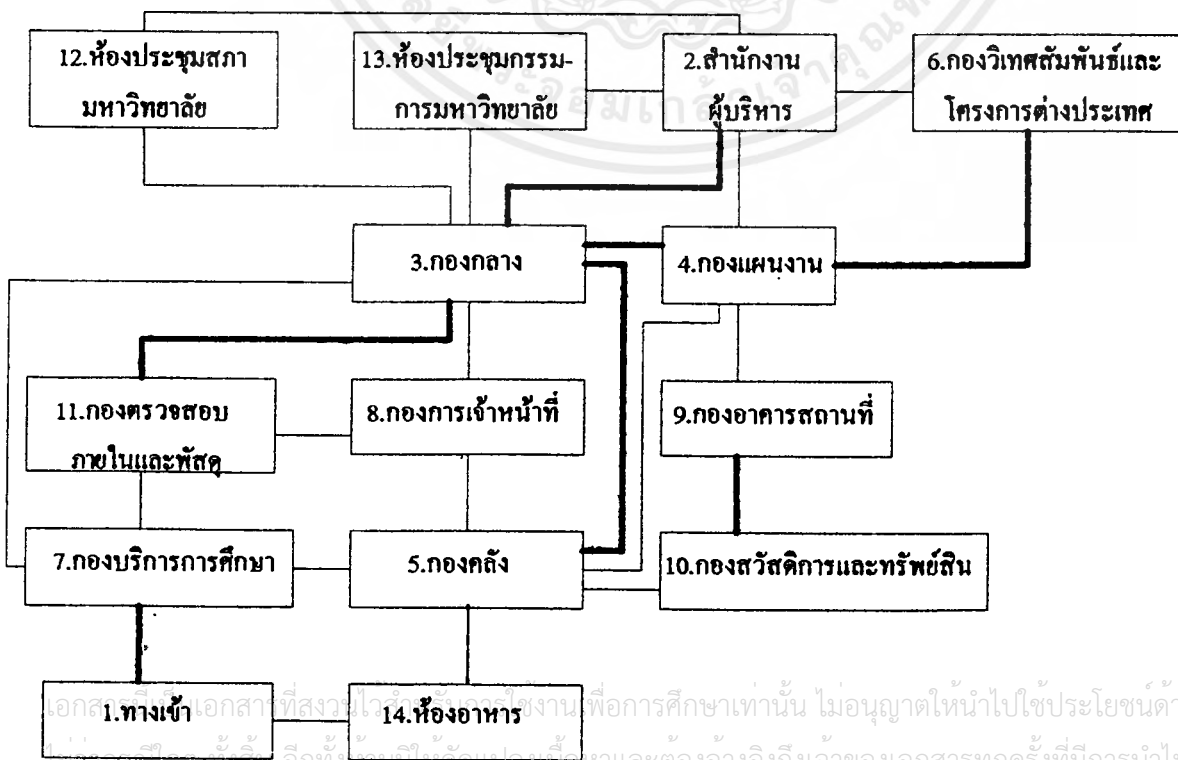 12.ห้องประชุมสภา
มหาวิทยาลัย
13.ห้องประชุมกรรม-
การมหาวิทยาลัย
2.สำนักงาน
ผู้บริหาร
6.กองวิเทศสัมพันธ์และ
โครงการต่างประเทศ
3.กองกลาง
4.กองแผนงาน
11.กองตรวจสอบ
ภายในและพัสดุ
8.กองการเจ้าหน้าที่
9.กองอาคารสถานที่
7.กองบริการการศึกษา
5.กองคลัง
10.กองสวัสดิการและทรัพย์สิน
1.ทางเข้า
14.ห้องอาหาร
เอกสารนี้เป็นเอกสารที่สงวนไว้สำหรับการใช้งานเพื่อการศึกษาเท่านั้น ไม่อนุญาตให้นำไปใช้ประโยชน์ด้า